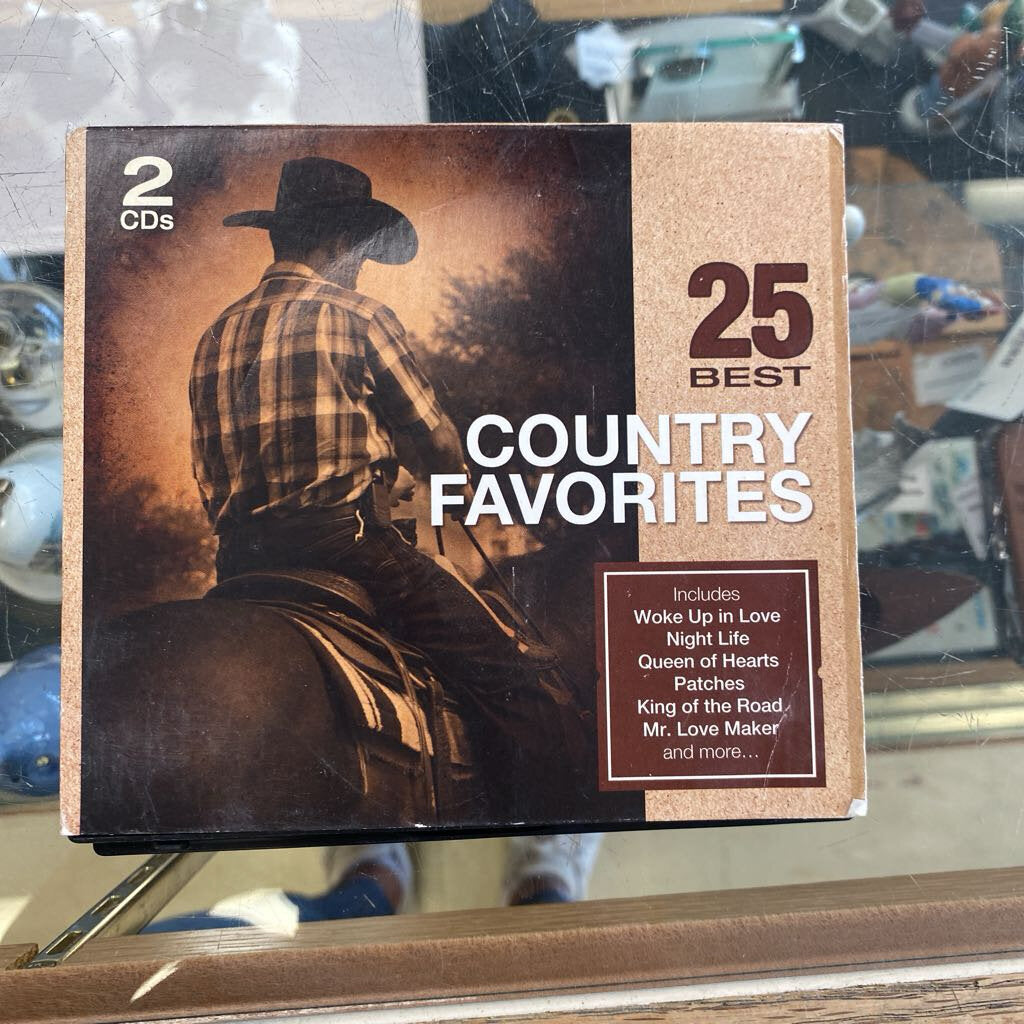 2
CDs
25
BEST
COUNTRY
FAVORITES
Includes
Woke Up in Love
Night Life
Queen of Hearts
Patches
King of the Road
Mr. Love Maker
and more...